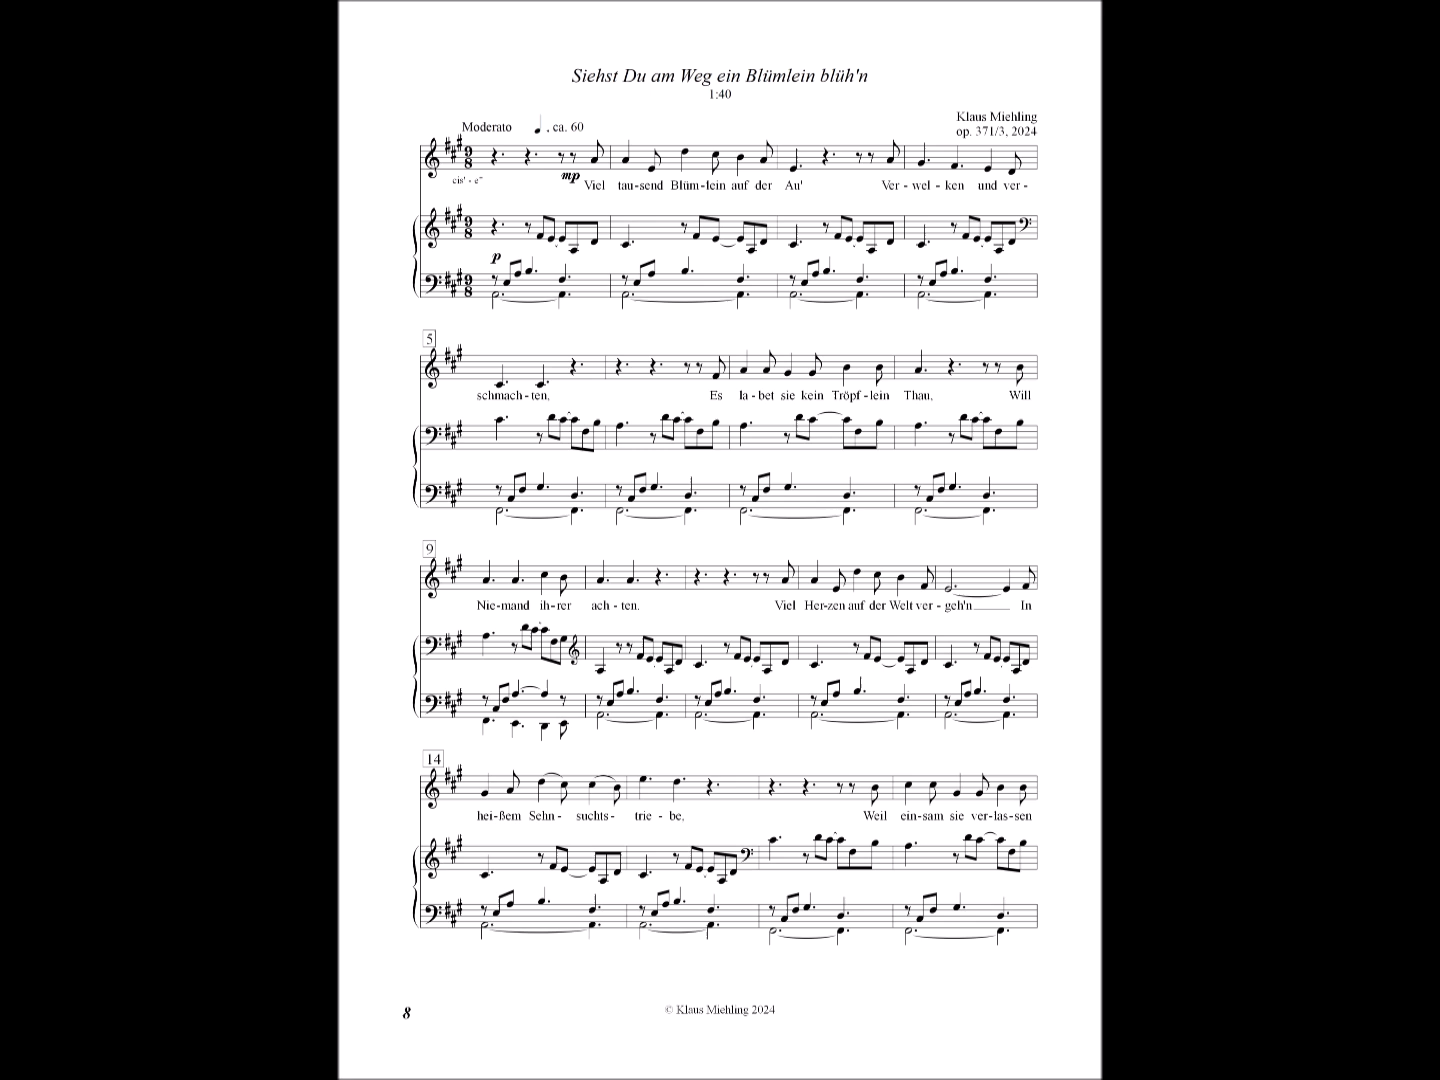 Siehst Du am Weg ein Blümlein blüh'n
1:40
Klaus Miehling
op. 371/3, 2024
Moderato ca. 60
cis' - e"
mp
Viel tau-send Blüm-lein auf der Au' Ver - wel - ken und ver -
p
5
schmach - ten, Es la - bet sie kein Tröpf - lein Thau, Will
9
Nie-mand ih-rer ach - ten. Viel Her-zen auf der Welt ver - geh'n In
14
hei-ßem Sehn - suchts - trie - be, Weil ein-sam sie ver-las-sen
8
© Klaus Miehling 2024